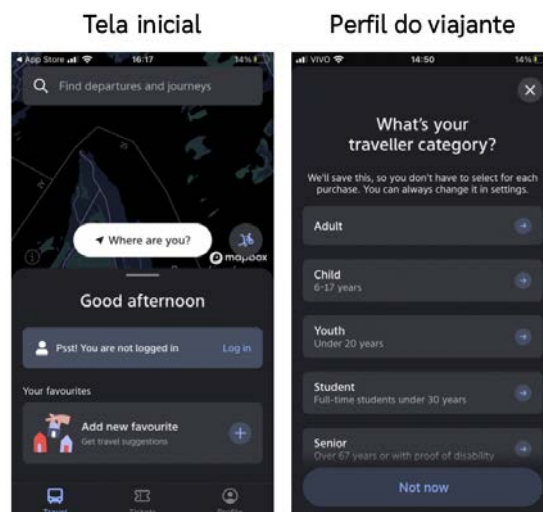 Tela inicial
Perfil do viajante
App Store
16:17
14%
Find departures and journeys
Where are you?
mapbox
Good afternoon
Psst! You are not logged in
Log in
Your favourites
Add new favourite
Get travel suggestions
Travel
Tickets
Profile
VIVO
14:50
14%
What's your
traveller category?
We'll save this, so you don't have to select for each
purchase. You can always change it in settings.
Adult
Child
6-17 years
Youth
Under 20 years
Student
Full-time students under 30 years
Senior
Over 67 years or with proof of disability
Not now